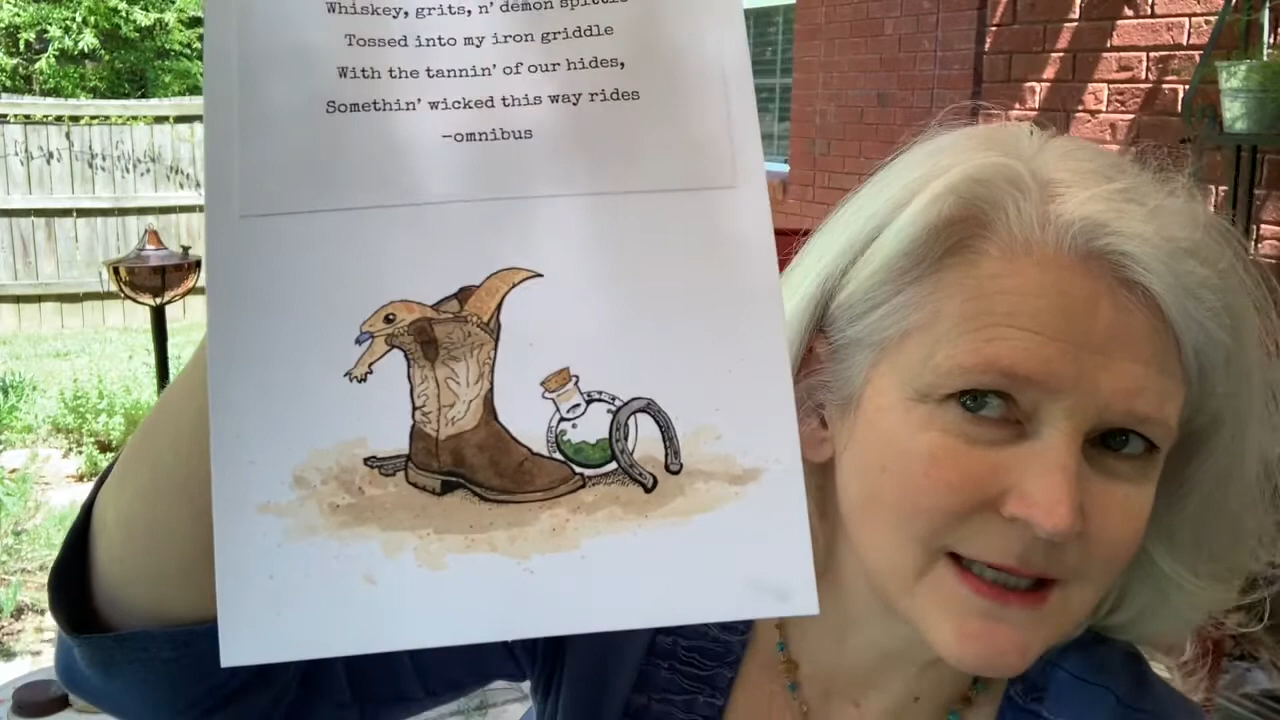 Whiskey, grits, n' demon spittle
Tossed into my iron griddle
With the tannin' of our hides,
Somethin' wicked this way rides
—omnibus